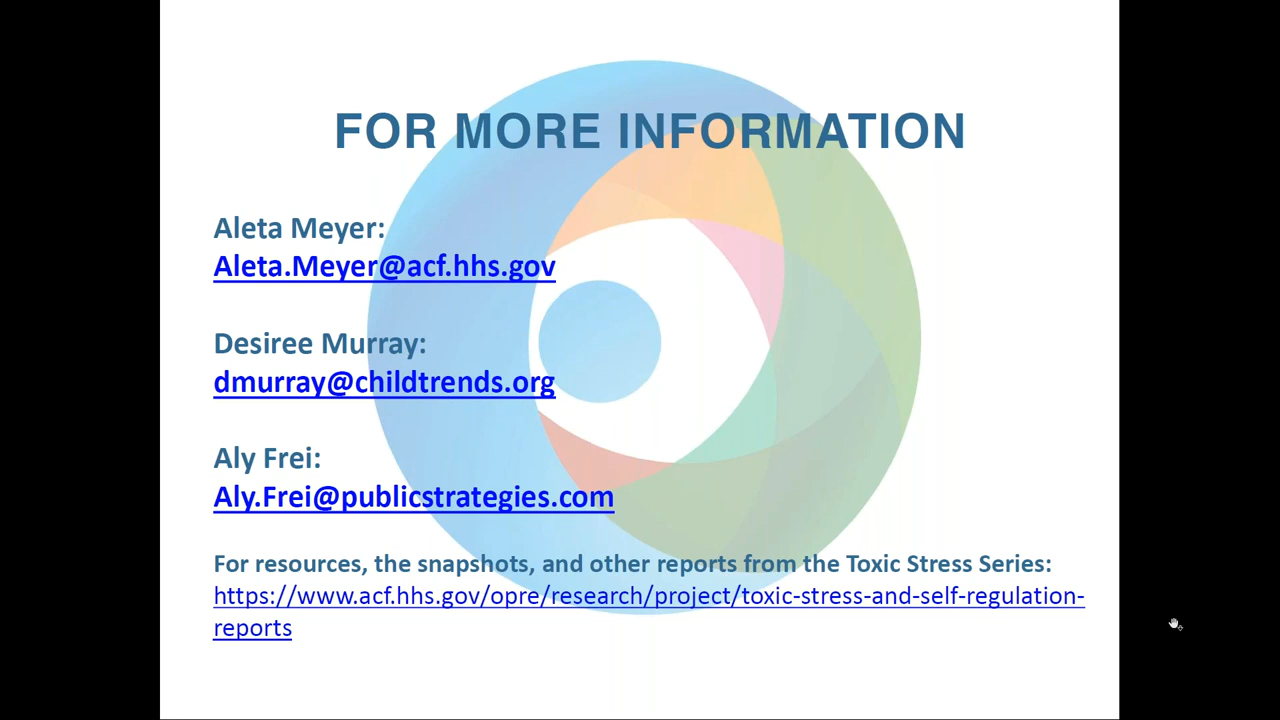 FOR MORE INFORMATION
Aleta Meyer:
Aleta.Meyer@acf.hhs.gov
Desiree Murray:
dmurray@childtrends.org
Aly Frei:
Aly.Frei@publicstrategies.com
For resources, the snapshots, and other reports from the Toxic Stress Series:
https://www.acf.hhs.gov/opre/research/project/toxic-stress-and-self-regulation-
reports